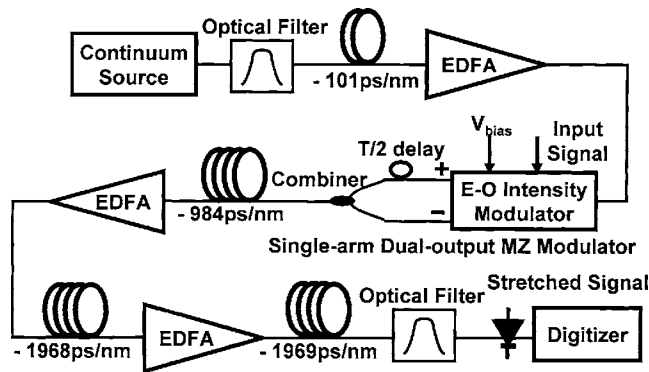 Optical Filter
Continuum
Source
- 101ps/nm
EDFA
V_bias
Input
Signal
T/2 delay
+
E-O Intensity
Modulator
-
Combiner
- 984ps/nm
EDFA
Single-arm Dual-output MZ Modulator
Stretched Signal
Optical Filter
- 1968ps/nm
EDFA
- 1969ps/nm
Digitizer